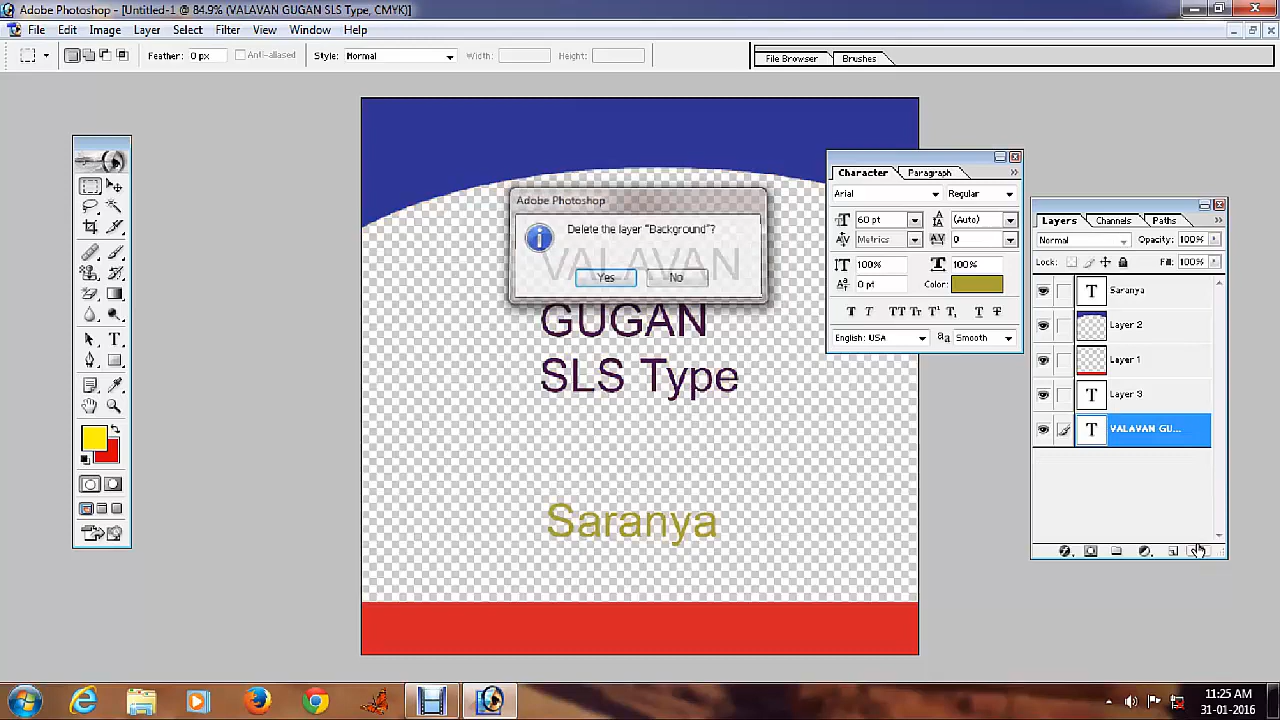 Adobe Photoshop - [Untitled-1 @ 84.9% (VALAVAN GUGAN SLS Type, CMYK)]
File Edit Image Layer Select Filter View Window Help
Feather: 0 px Anti-aliased Style: Normal Width: Height: File Browser Brushes
Adobe Photoshop
Delete the layer "Background"?
Yes No
VALAVAN
GUGAN
SLS Type
Saranya
Character Paragraph
Arial Regular
60 pt (Auto)
Metrics 0
100% 100%
0 pt Color:
English: USA Smooth
Layers Channels Paths
Normal Opacity: 100%
Lock: Fill: 100%
Saranya
Layer 2
Layer 1
Layer 3
VALAVAN GU...
11:25 AM
31-01-2016